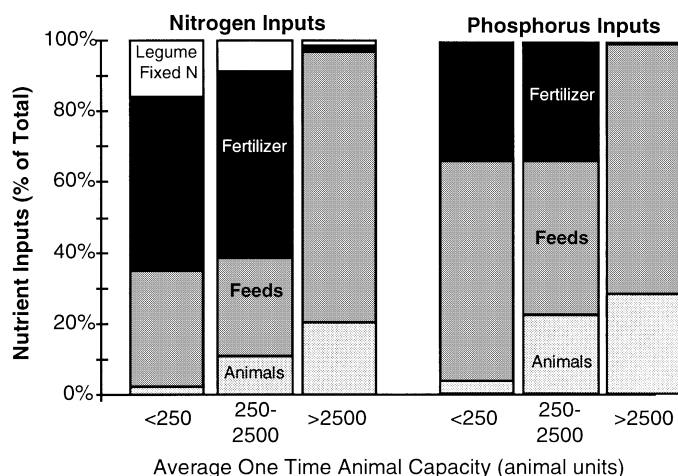 Nitrogen Inputs
Phosphorus Inputs
Nutrient Inputs (% of Total)
100%
80%
60%
40%
20%
0%
Legume
Fixed N
Fertilizer
Feeds
Animals
Fertilizer
Feeds
Animals
<250
250-
2500
>2500
<250
250-
2500
>2500
Average One Time Animal Capacity (animal units)